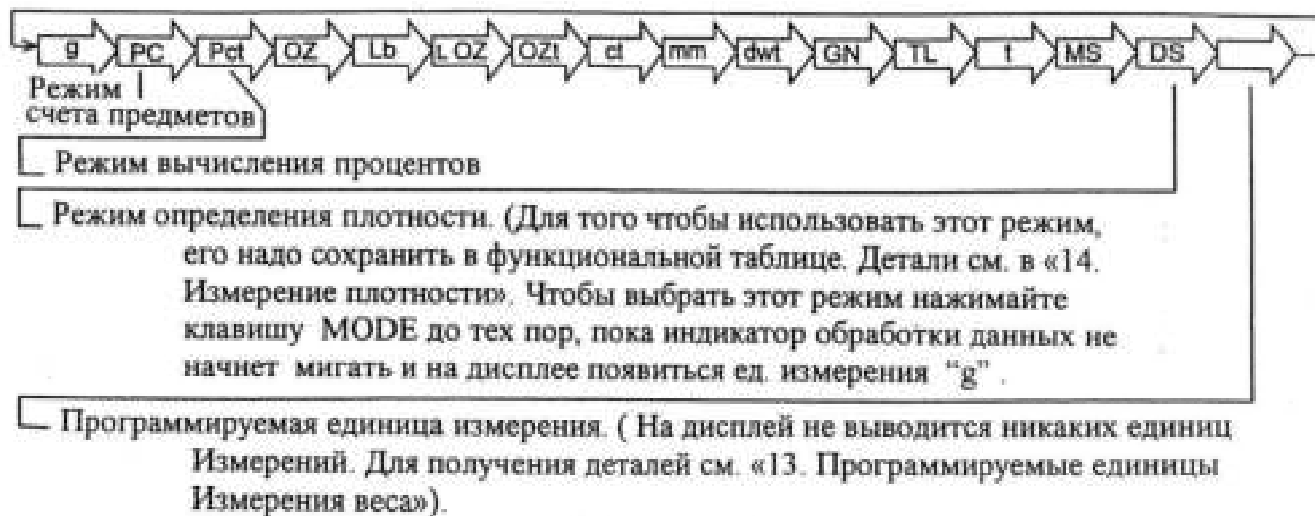 g PC Pct OZ Lb L OZ OZt ct mm dwt GN TL t MS DS
Режим
счета предметов
Режим вычисления процентов
Режим определения плотности. (Для того чтобы использовать этот режим,
его надо сохранить в функциональной таблице. Детали см. в «14.
Измерение плотности». Чтобы выбрать этот режим нажимайте
клавишу MODE до тех пор, пока индикатор обработки данных не
начнет мигать и на дисплее появиться ед. измерения “g” .
Программируемая единица измерения. ( На дисплей не выводится никаких единиц
Измерений. Для получения деталей см. «13. Программируемые единицы
Измерения веса»).